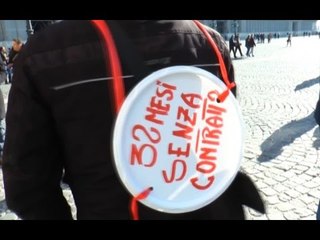 32 MESI
SENZA
CONTRATTO